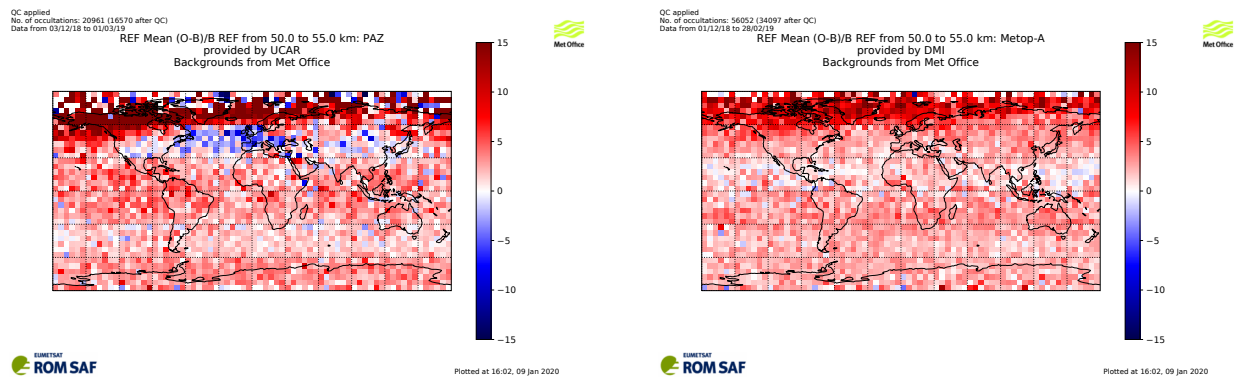 QC applied
No. of occultations: 20961 (16570 after QC)
Data from 03/12/18 to 01/03/19
Met Office
REF Mean (O-B)/B REF from 50.0 to 55.0 km: PAZ
provided by UCAR
Backgrounds from Met Office
15
10
5
0
−5
−10
−15
EUMETSAT
ROM SAF
Plotted at 16:02, 09 Jan 2020
QC applied
No. of occultations: 56052 (34097 after QC)
Data from 01/12/18 to 28/02/19
Met Office
REF Mean (O-B)/B REF from 50.0 to 55.0 km: Metop-A
provided by DMI
Backgrounds from Met Office
15
10
5
0
−5
−10
−15
EUMETSAT
ROM SAF
Plotted at 16:02, 09 Jan 2020